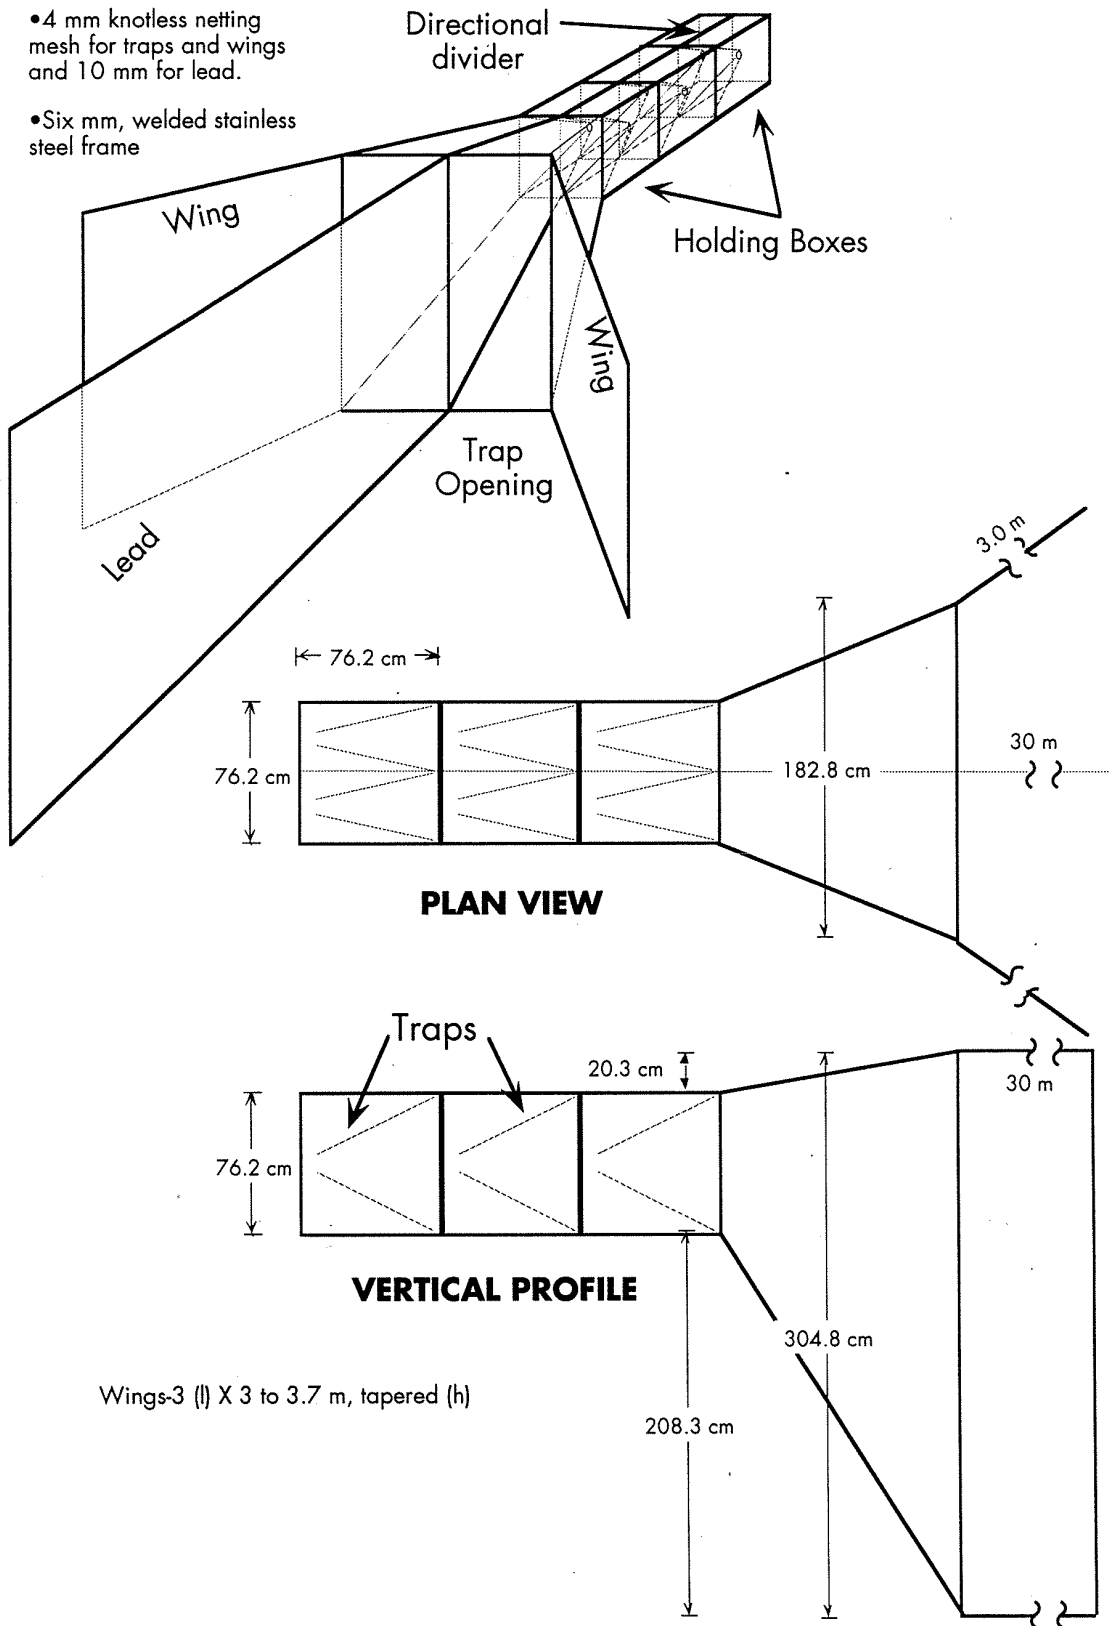 •4 mm knotless netting
mesh for traps and wings
and 10 mm for lead.
•Six mm, welded stainless
steel frame
Directional
divider
Wing
Holding Boxes
Wing
Trap
Opening
Lead
3.0 m
76.2 cm
76.2 cm
182.8 cm
30 m
PLAN VIEW
Traps
20.3 cm
30 m
76.2 cm
VERTICAL PROFILE
304.8 cm
Wings-3 (l) X 3 to 3.7 m, tapered (h)
208.3 cm